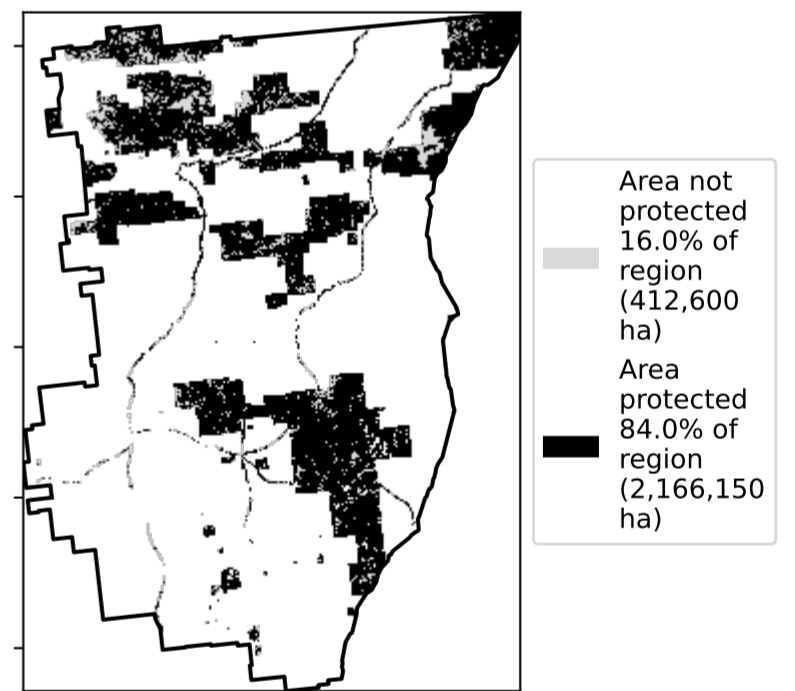 Area not
protected
16.0% of
region
(412,600
ha)
Area
protected
84.0% of
region
(2,166,150
ha)